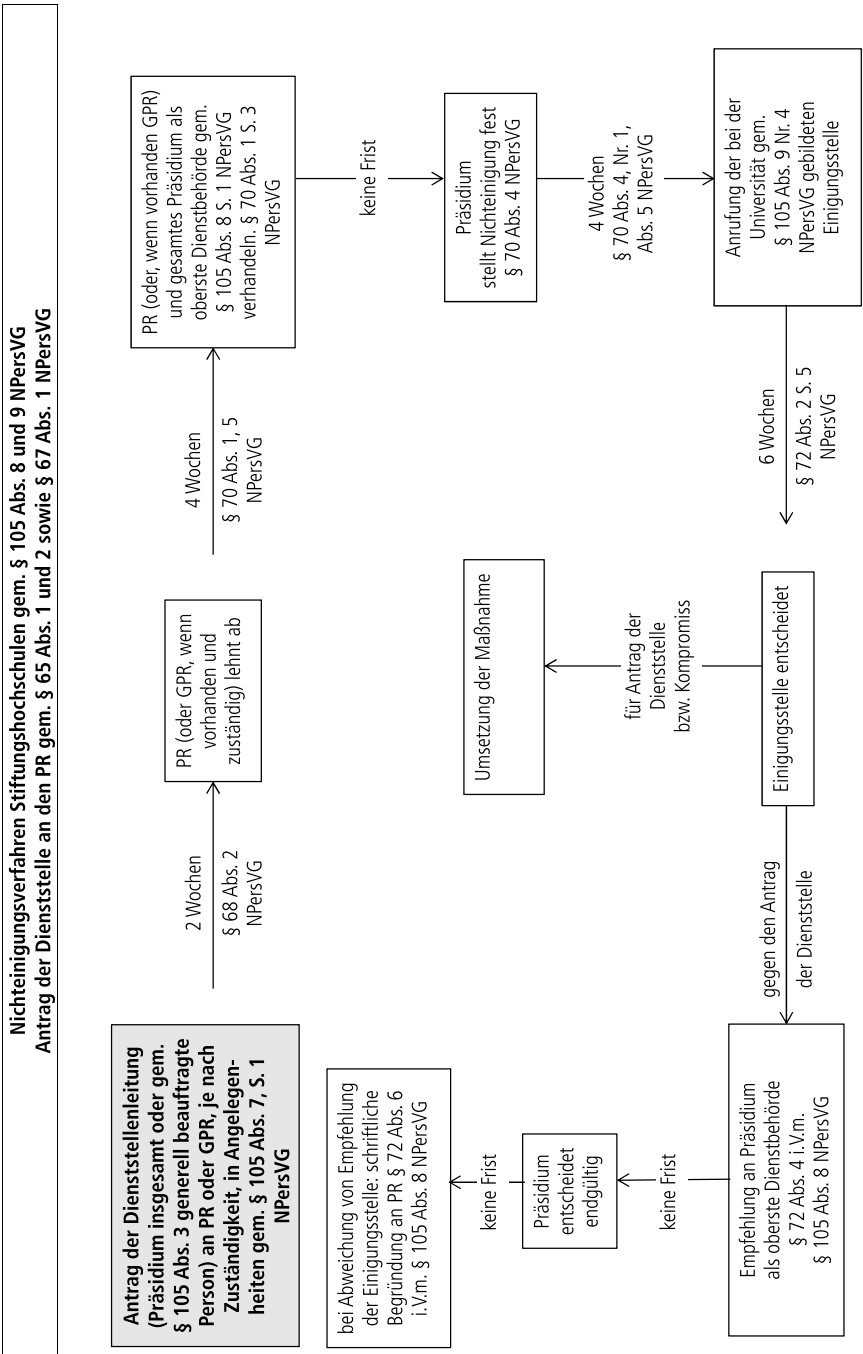 Nichteinigungsverfahren Stiftungshochschulen gem. § 105 Abs. 8 und 9 NPersVG
Antrag der Dienststelle an den PR gem. § 65 Abs. 1 und 2 sowie § 67 Abs. 1 NPersVG
Antrag der Dienststellenleitung
(Präsidium insgesamt oder gem.
§ 105 Abs. 3 generell beauftragte
Person) an PR oder GPR, je nach
Zuständigkeit, in Angelegen-
heiten gem. § 105 Abs. 7, S. 1
NPersVG
2 Wochen
§ 68 Abs. 2
NPersVG
PR (oder GPR, wenn
vorhanden und
zuständig) lehnt ab
4 Wochen
§ 70 Abs. 1, 5
NPersVG
PR (oder, wenn vorhanden GPR)
und gesamtes Präsidium als
oberste Dienstbehörde gem.
§ 105 Abs. 8 S. 1 NPersVG
verhandeln. § 70 Abs. 1 S. 3
NPersVG
keine Frist
Präsidium
stellt Nichteinigung fest
§ 70 Abs. 4 NPersVG
4 Wochen
§ 70 Abs. 4, Nr. 1,
Abs. 5 NPersVG
Anrufung der bei der
Universität gem.
§ 105 Abs. 9 Nr. 4
NPersVG gebildeten
Einigungsstelle
6 Wochen
§ 72 Abs. 2 S. 5
NPersVG
Einigungsstelle entscheidet
für Antrag der
Dienststelle
bzw. Kompromiss
Umsetzung der Maßnahme
gegen den Antrag
der Dienststelle
Empfehlung an Präsidium
als oberste Dienstbehörde
§ 72 Abs. 4 i.V.m.
§ 105 Abs. 8 NPersVG
keine Frist
Präsidium
entscheidet
endgültig
keine Frist
bei Abweichung von Empfehlung
der Einigungsstelle: schriftliche
Begründung an PR § 72 Abs. 6
i.V.m. § 105 Abs. 8 NPersVG